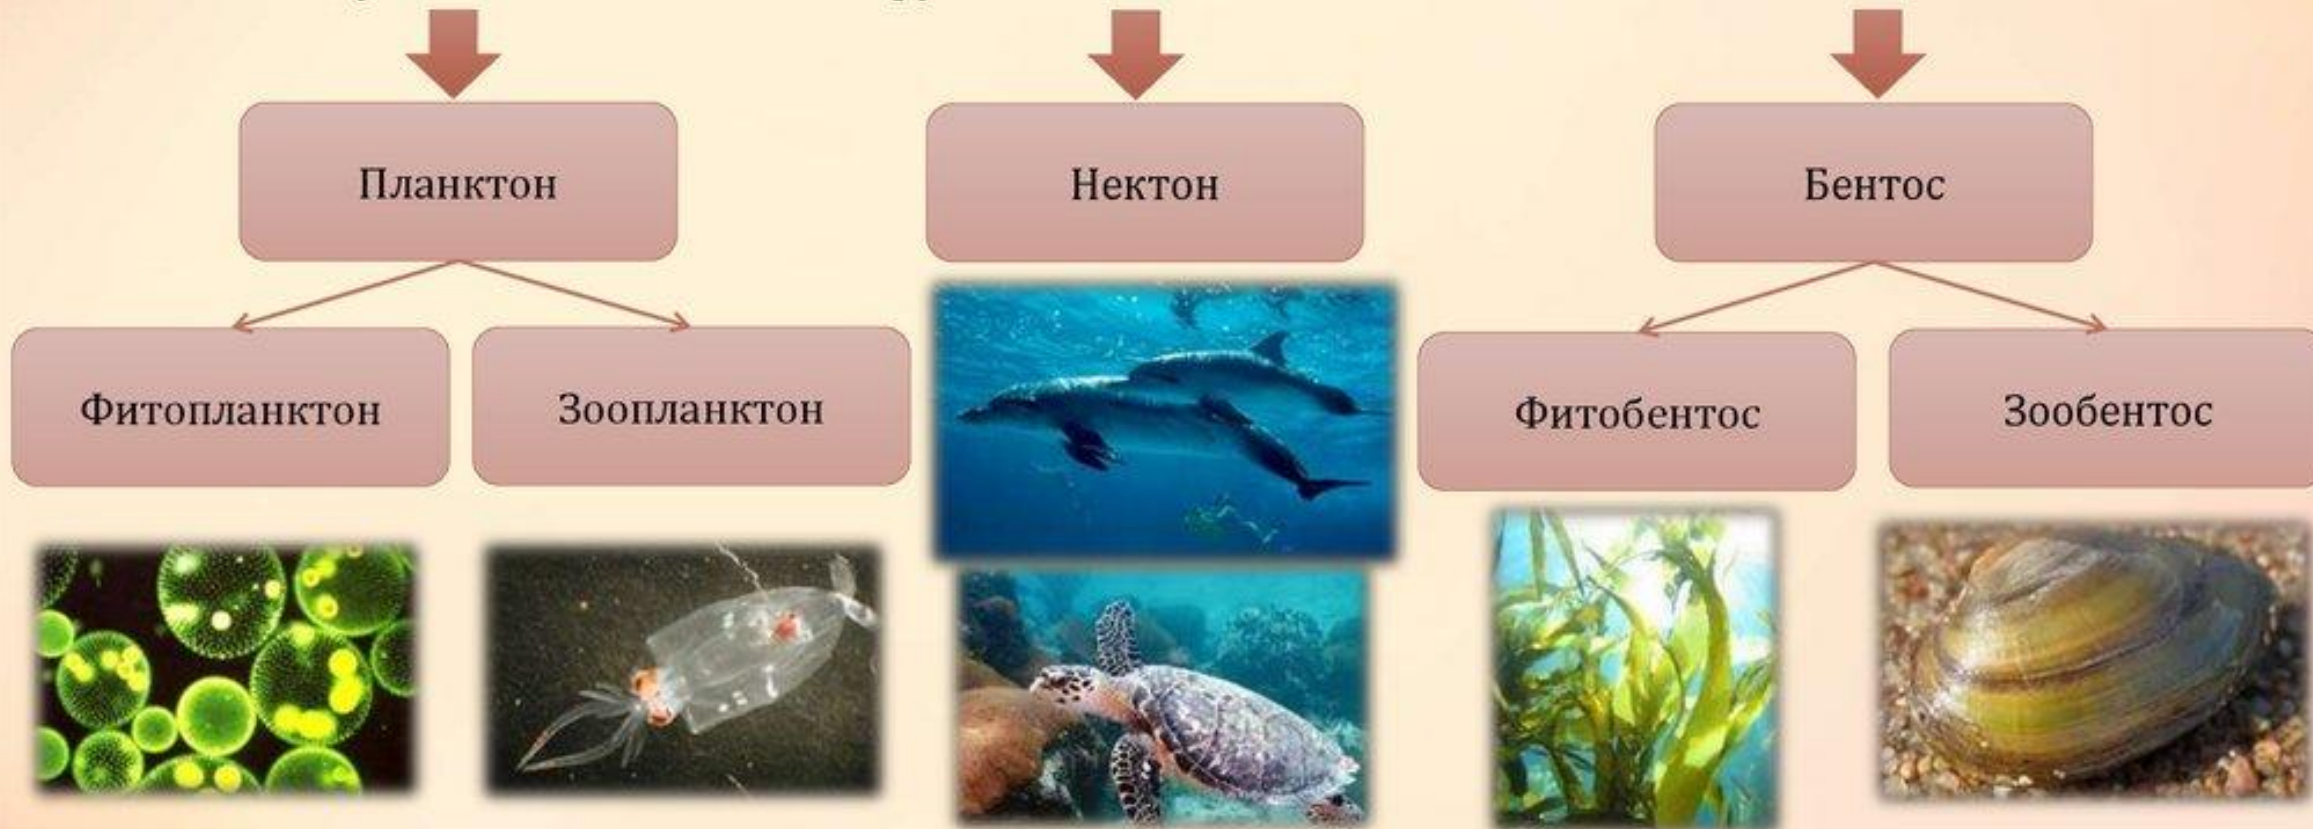 Планктон
Нектон
Бентос
Фитопланктон
Зоопланктон
Фитобентос
Зообентос